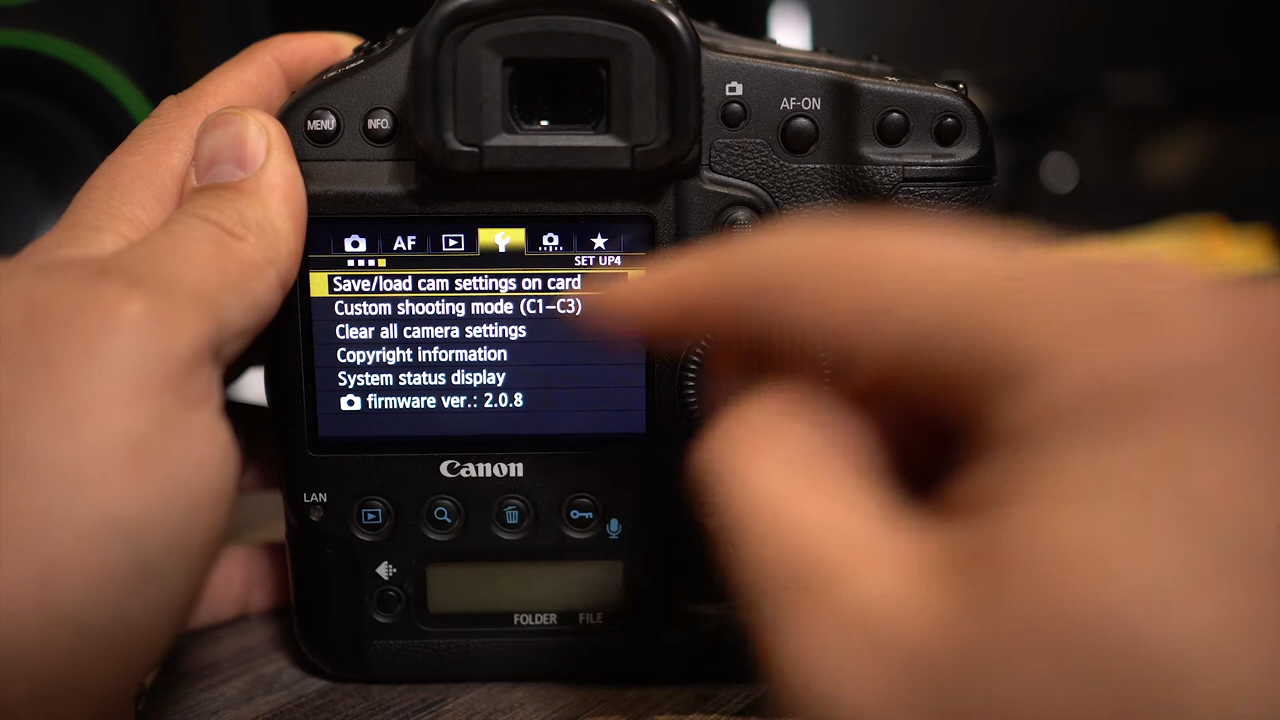 MENU
INFO.
AF-ON
AF
SET UP4
Save/load cam settings on card
Custom shooting mode (C1-C3)
Clear all camera settings
Copyright information
System status display
firmware ver.: 2.0.8
Canon
LAN
FOLDER FILE